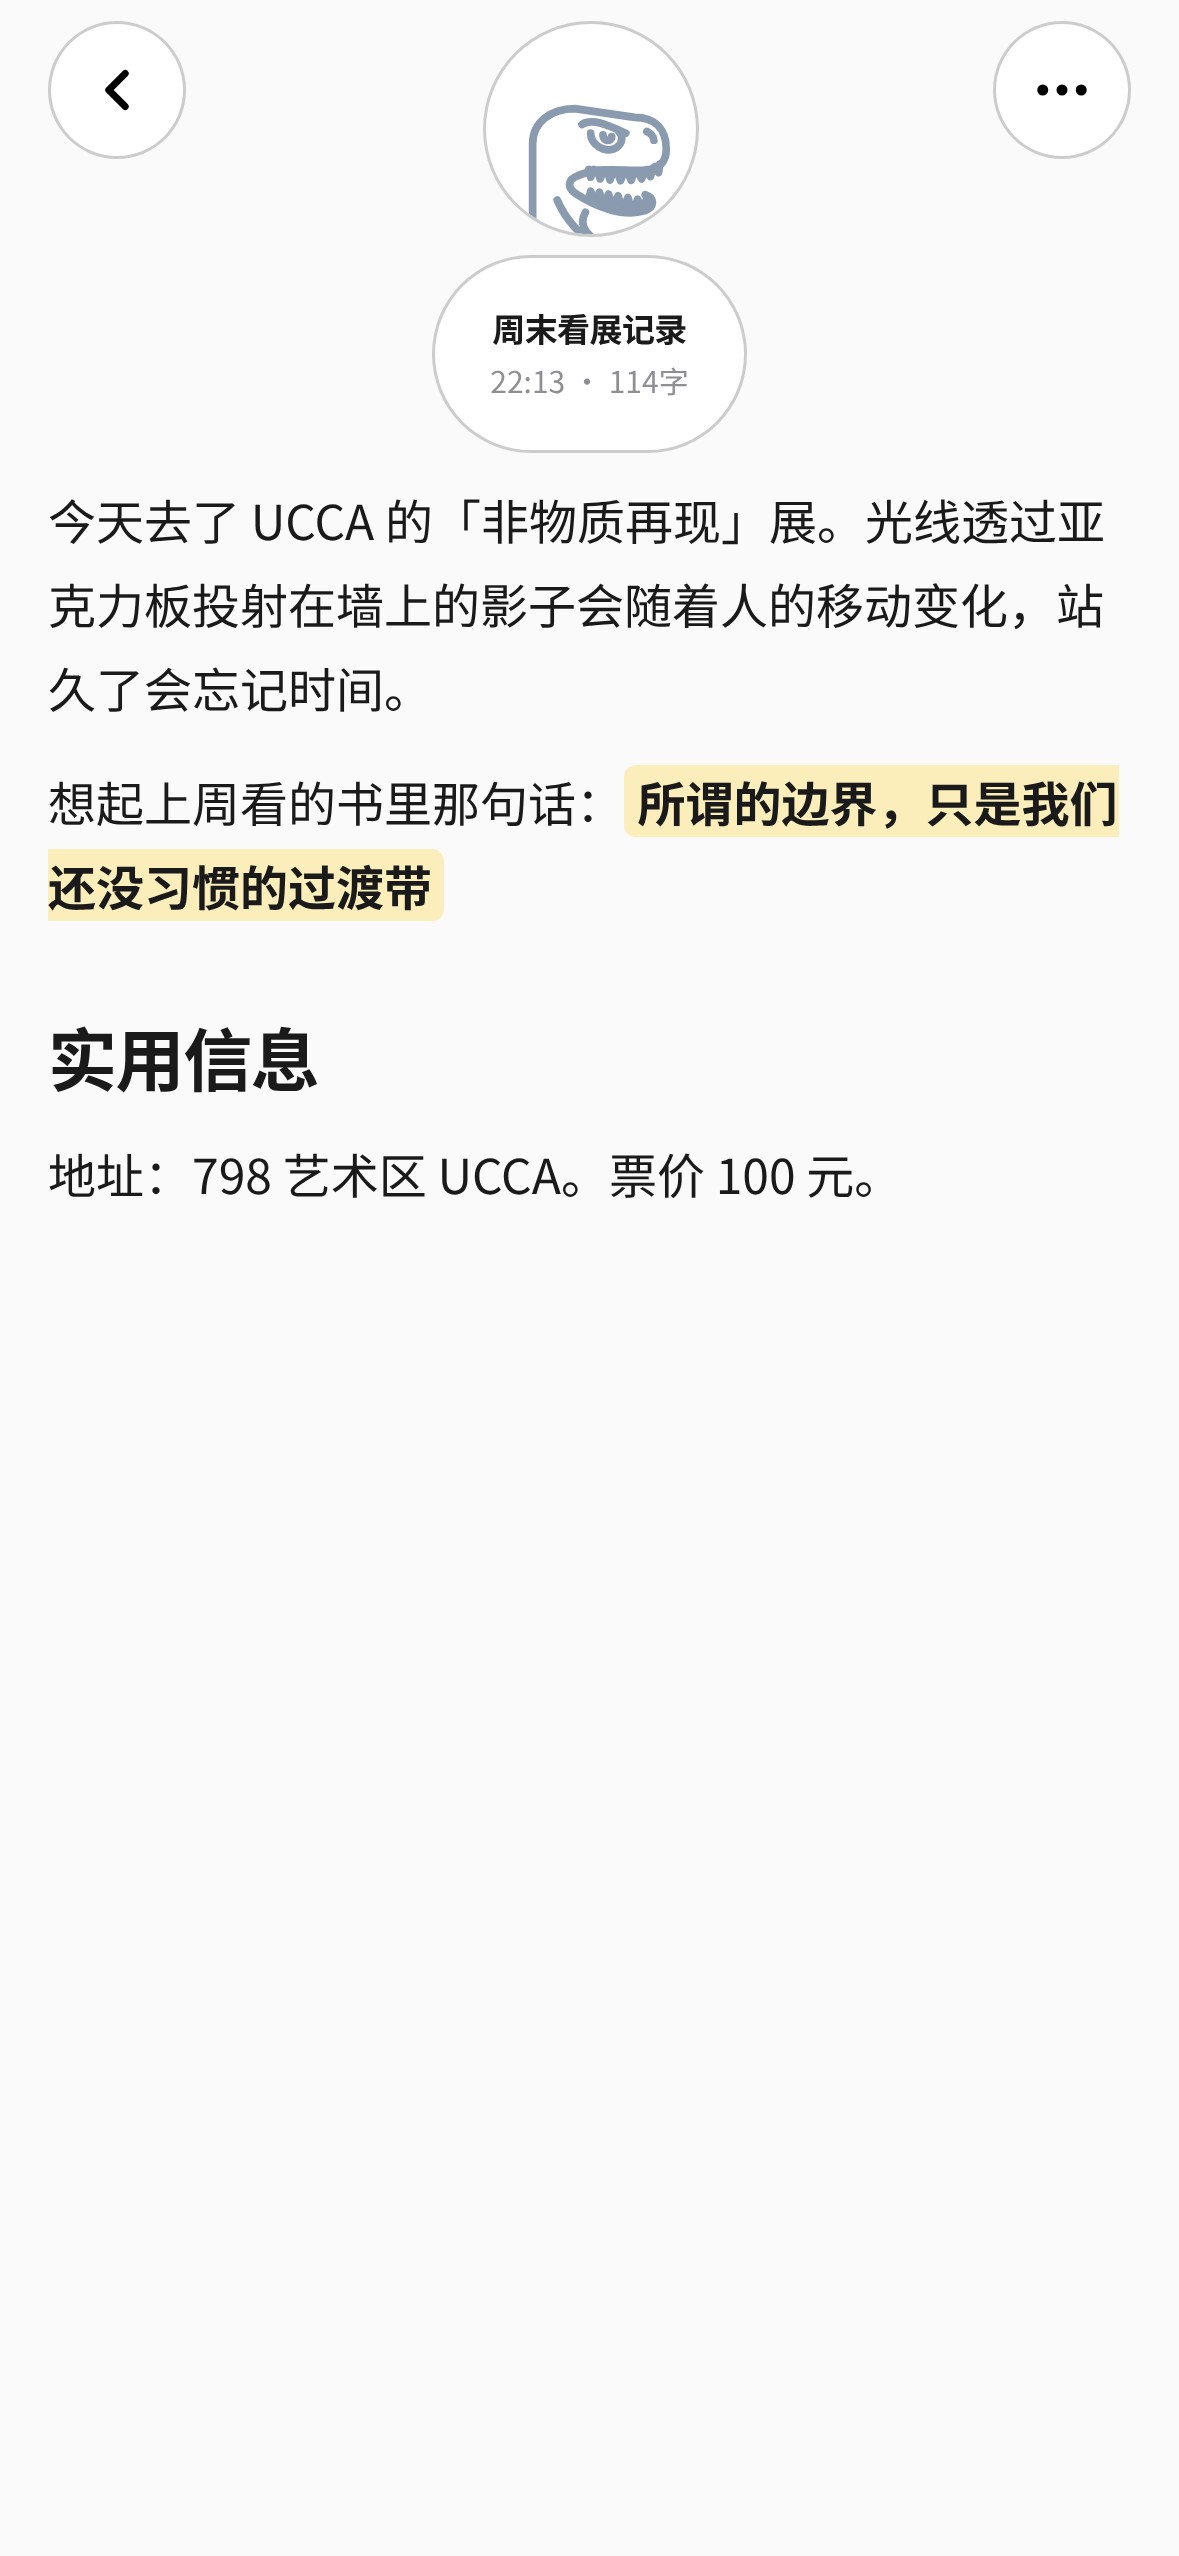 周末看展记录
22:13 · 114字
今天去了 UCCA 的「非物质再现」展。光线透过亚
克力板投射在墙上的影子会随着人的移动变化，站
久了会忘记时间。
想起上周看的书里那句话：所谓的边界，只是我们
还没习惯的过渡带
实用信息
地址：798 艺术区 UCCA。票价 100 元。